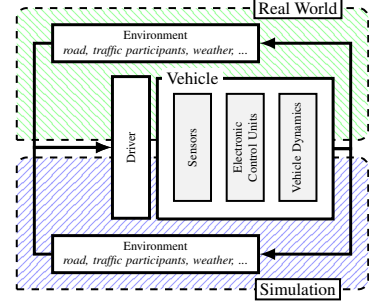 Real World
Environment
road, traffic participants, weather, ...
Vehicle
Driver
Sensors
Electronic
Control Units
Vehicle Dynamics
Environment
road, traffic participants, weather, ...
Simulation